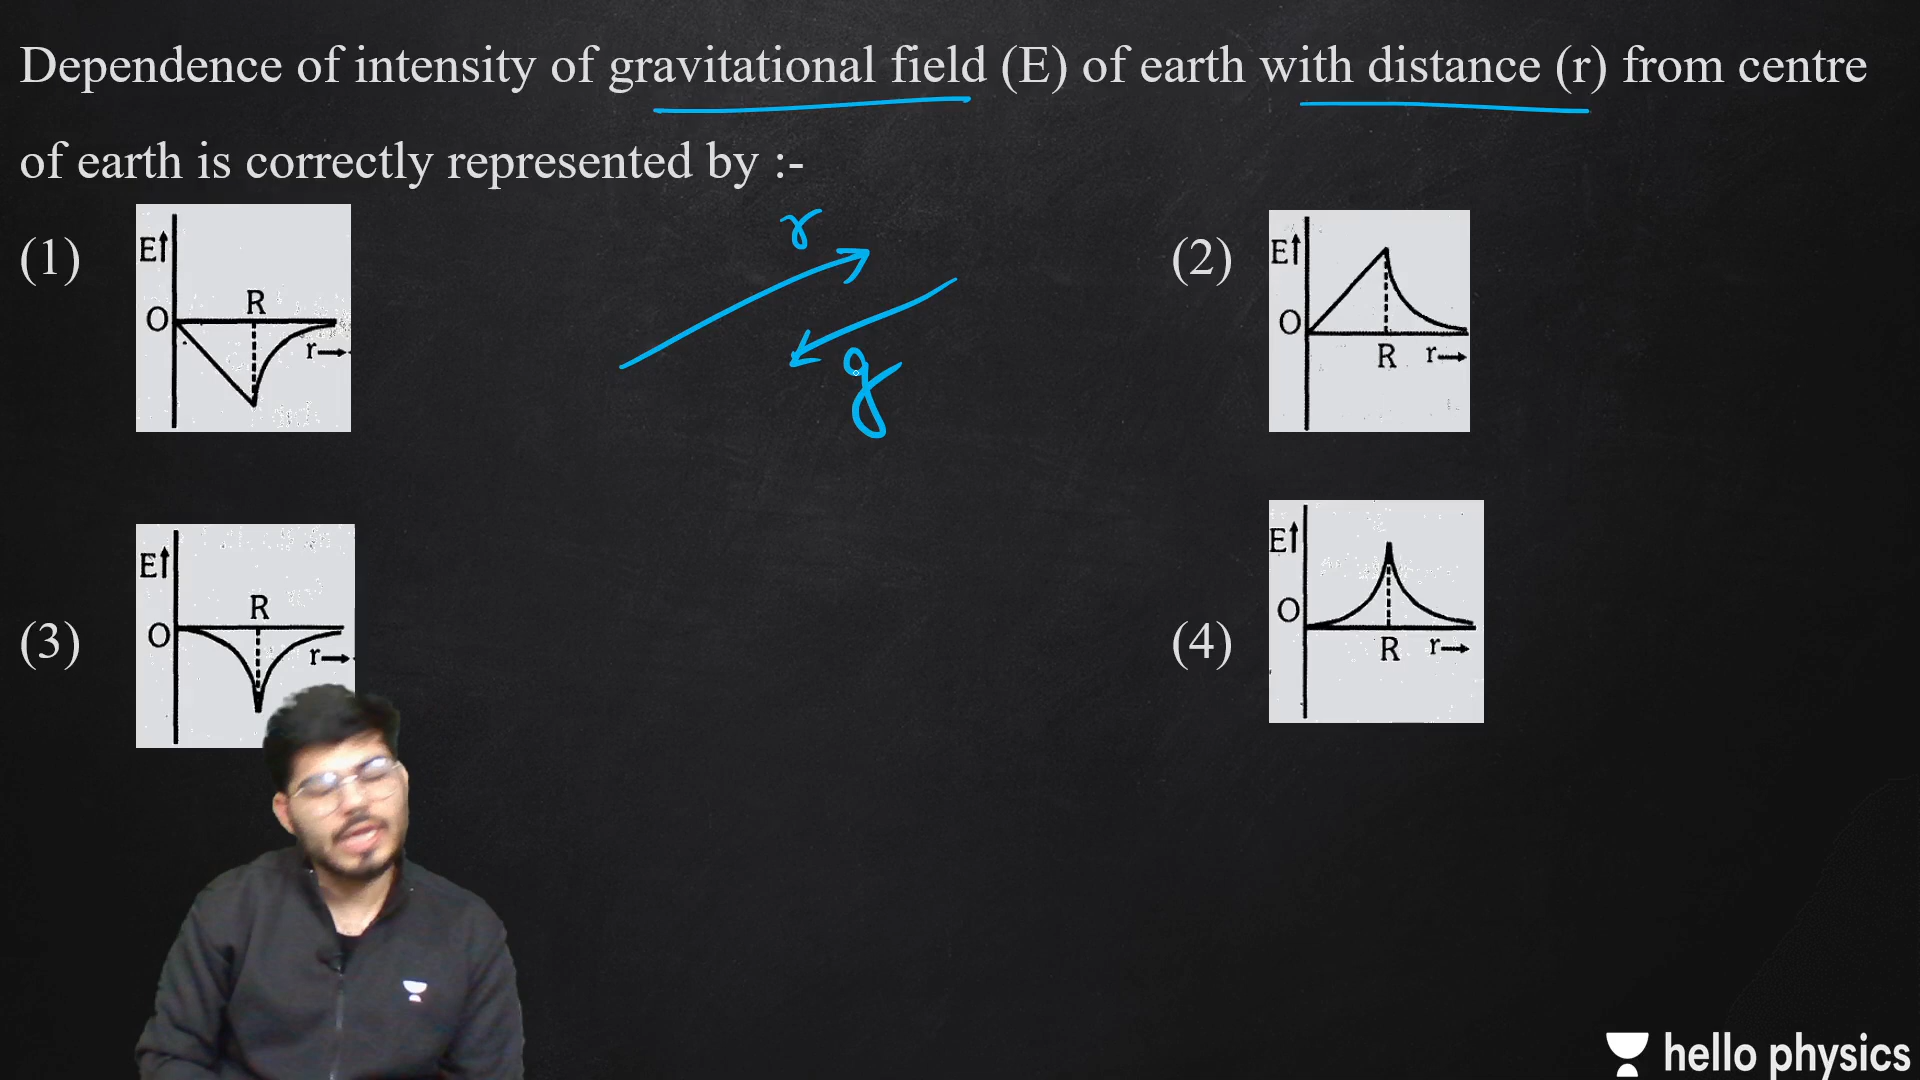 Dependence of intensity of gravitational field (E) of earth with distance (r) from centre
of earth is correctly represented by :-
(1)
E↑
O
R
r→
(2)
E↑
O
R
r→
r
g
(3)
E↑
O
R
r→
(4)
E↑
O
R
r→
hello physics